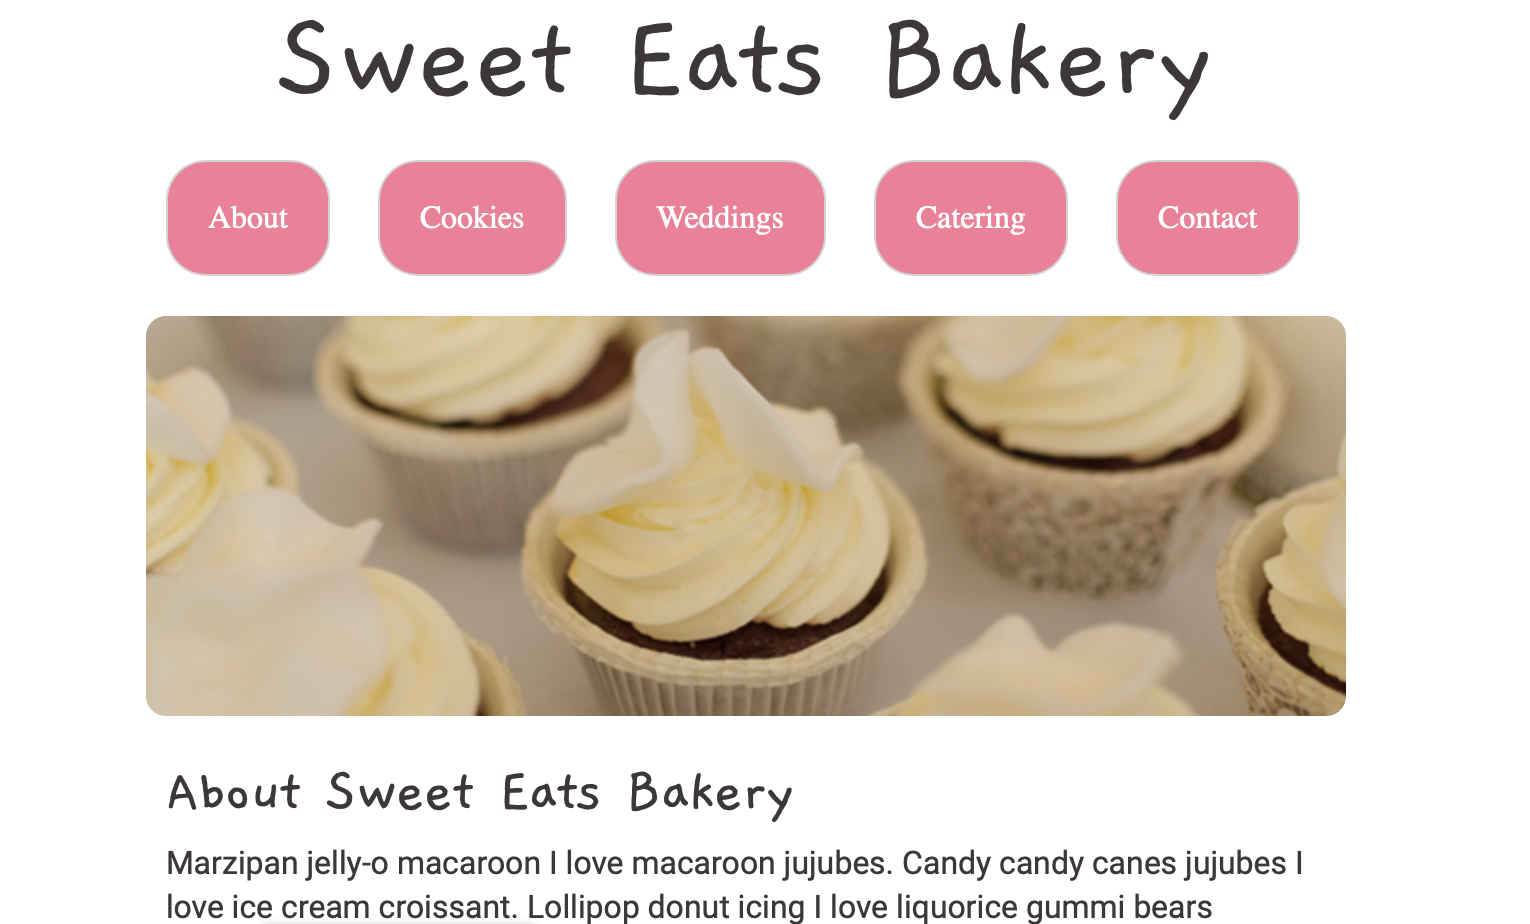 Sweet Eats Bakery
About Cookies Weddings Catering Contact
About Sweet Eats Bakery
Marzipan jelly-o macaroon I love macaroon jujubes. Candy candy canes jujubes I
love ice cream croissant. Lollipop donut icing I love liquorice gummi bears